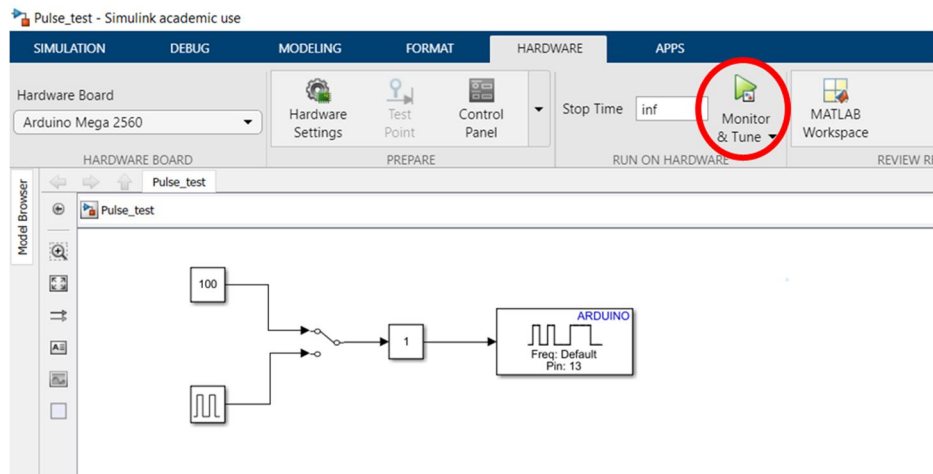 Pulse_test - Simulink academic use
SIMULATION DEBUG MODELING FORMAT HARDWARE APPS
Hardware Board
Arduino Mega 2560
HARDWARE BOARD
Hardware
Settings
Test
Point
Control
Panel
PREPARE
Stop Time inf
Monitor
& Tune
RUN ON HARDWARE
MATLAB
Workspace
REVIEW RE
Model Browser
Pulse_test
Pulse_test
100
1
ARDUINO
Freq: Default
Pin: 13